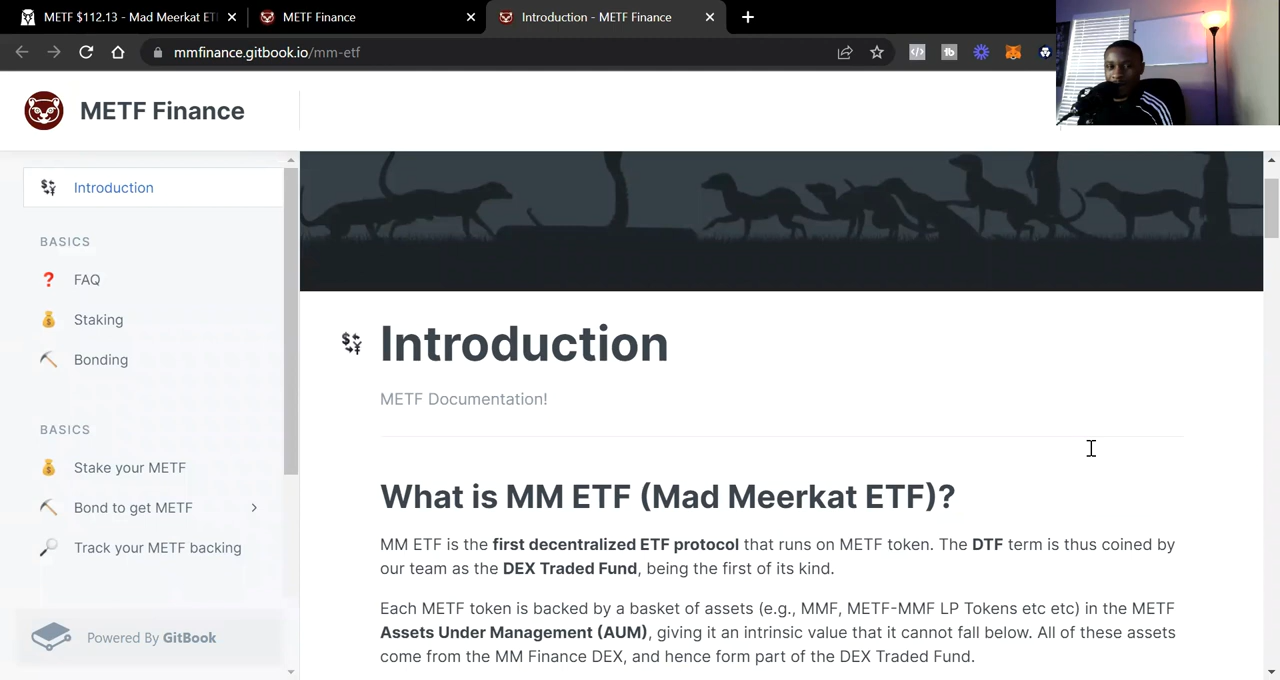 METF $112.13 - Mad Meerkat ET
METF Finance
Introduction - METF Finance
mmfinance.gitbook.io/mm-etf
METF Finance
Introduction
BASICS
FAQ
Staking
Bonding
BASICS
Stake your METF
Bond to get METF
Track your METF backing
Powered By GitBook
Introduction
METF Documentation!
What is MM ETF (Mad Meerkat ETF)?
MM ETF is the first decentralized ETF protocol that runs on METF token. The DTF term is thus coined by
our team as the DEX Traded Fund, being the first of its kind.
Each METF token is backed by a basket of assets (e.g., MMF, METF-MMF LP Tokens etc etc) in the METF
Assets Under Management (AUM), giving it an intrinsic value that it cannot fall below. All of these assets
come from the MM Finance DEX, and hence form part of the DEX Traded Fund.